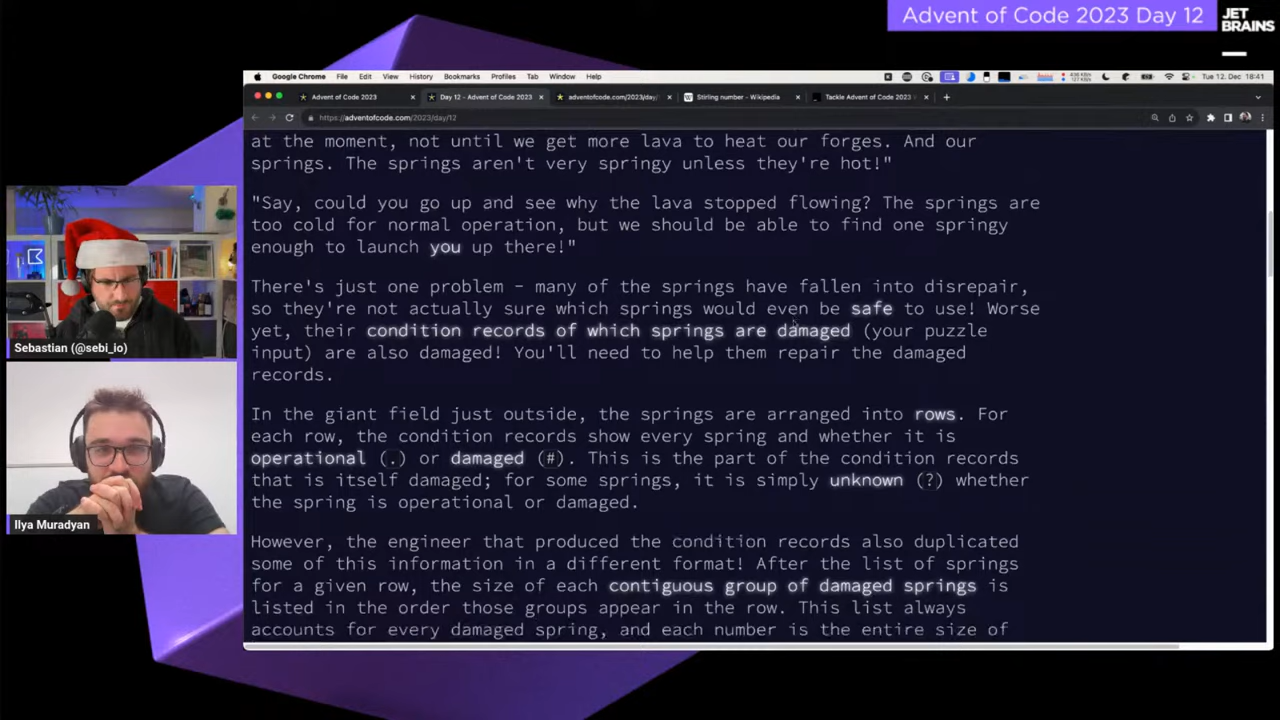 Advent of Code 2023 Day 12
JET
BRAINS
Google Chrome File Edit View History Bookmarks Profiles Tab Window Help
Tue 12. Dec 18:41
Advent of Code 2023
Day 12 - Advent of Code 2023
adventofcode.com/2023/day/
Stirling number - Wikipedia
Tackle Advent of Code 2023
https://adventofcode.com/2023/day/12
at the moment, not until we get more lava to heat our forges. And our
springs. The springs aren't very springy unless they're hot!"
"Say, could you go up and see why the lava stopped flowing? The springs are
too cold for normal operation, but we should be able to find one springy
enough to launch you up there!"
There's just one problem - many of the springs have fallen into disrepair,
so they're not actually sure which springs would even be safe to use! Worse
yet, their condition records of which springs are damaged (your puzzle
input) are also damaged! You'll need to help them repair the damaged
records.
In the giant field just outside, the springs are arranged into rows. For
each row, the condition records show every spring and whether it is
operational (.) or damaged (#). This is the part of the condition records
that is itself damaged; for some springs, it is simply unknown (?) whether
the spring is operational or damaged.
However, the engineer that produced the condition records also duplicated
some of this information in a different format! After the list of springs
for a given row, the size of each contiguous group of damaged springs is
listed in the order those groups appear in the row. This list always
accounts for every damaged spring, and each number is the entire size of
Sebastian (@sebi_io)
Ilya Muradyan